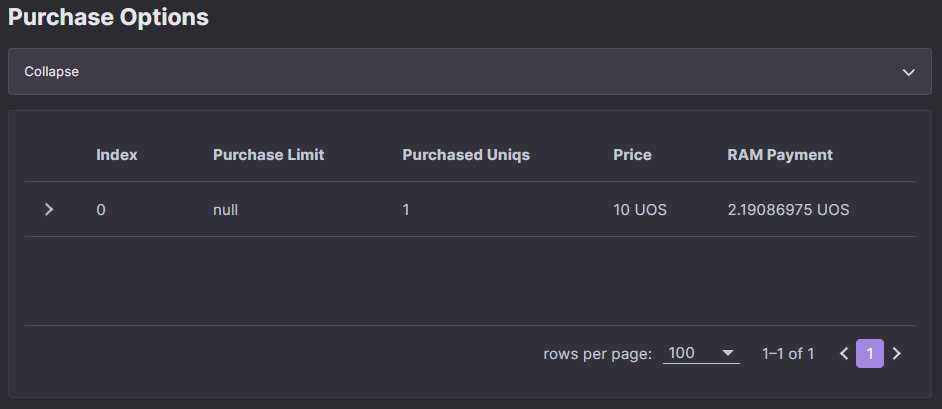 Purchase Options
Collapse
Index Purchase Limit Purchased Uniqs Price RAM Payment
0 null 1 10 UOS 2.19086975 UOS
rows per page: 100 1–1 of 1 1